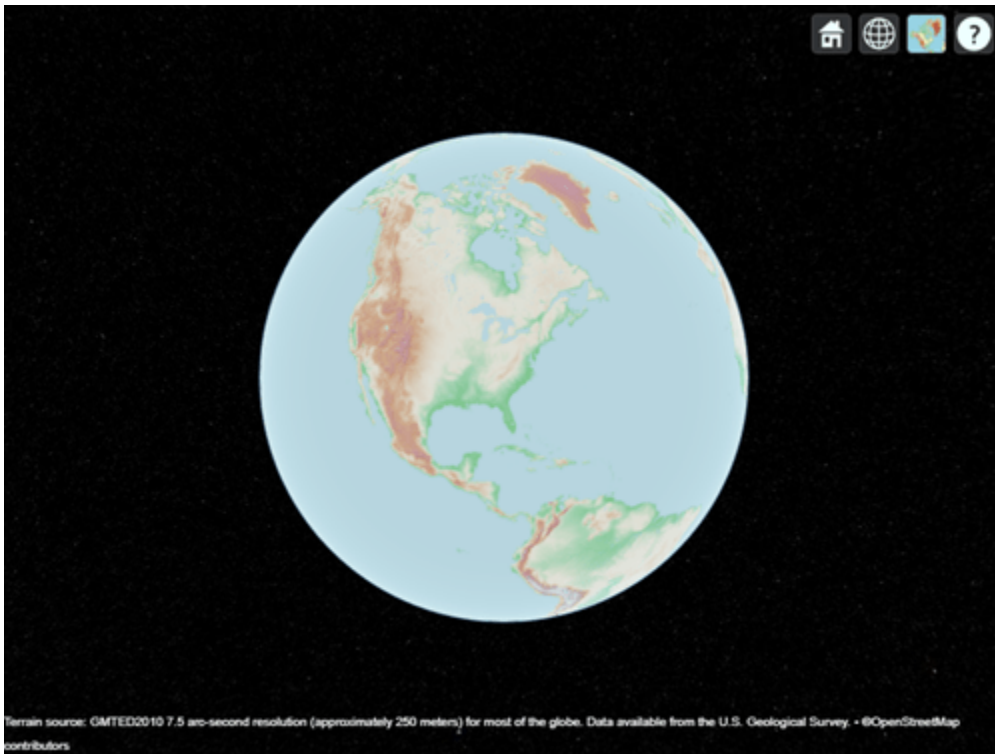 ?
Terrain source: GMTED2010 7.5 arc-second resolution (approximately 250 meters) for most of the globe. Data available from the U.S. Geological Survey. • ©OpenStreetMap
contributors